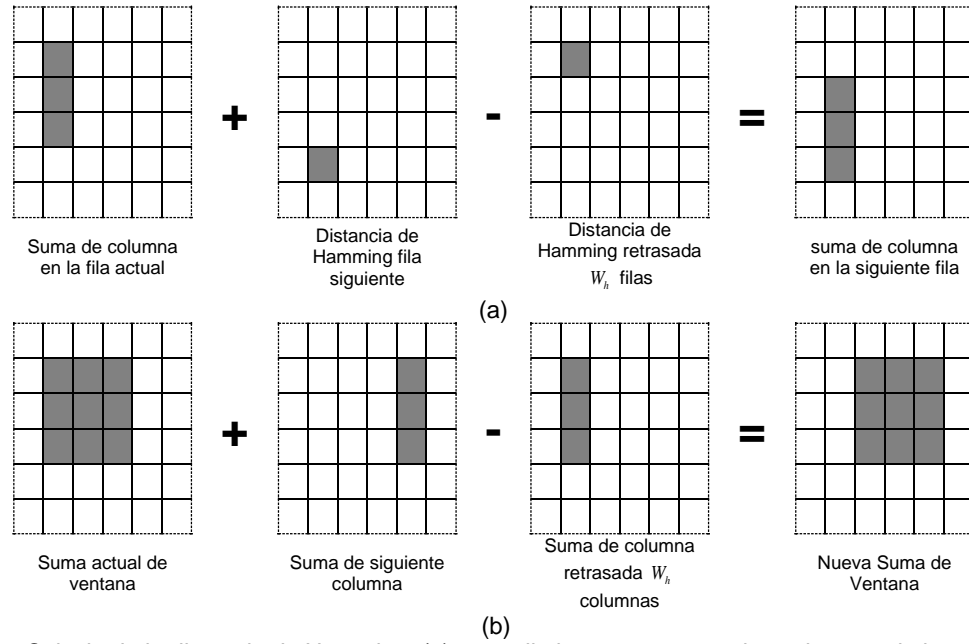 +
-
=
Suma de columna
en la fila actual
Distancia de
Hamming fila
siguiente
Distancia de
Hamming retrasada
W_h filas
suma de columna
en la siguiente fila
(a)
+
-
=
Suma actual de
ventana
Suma de siguiente
columna
Suma de columna
retrasada W_h
columnas
Nueva Suma de
Ventana
(b)